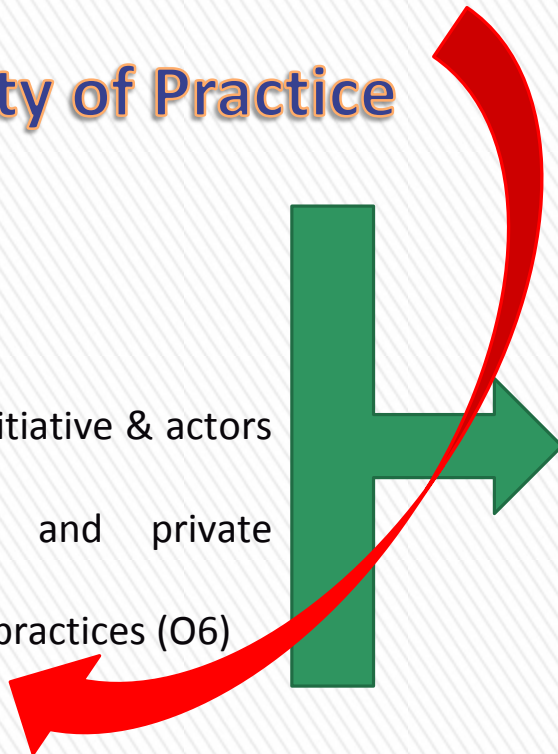 ty of Practice
itiative & actors
and private
practices (O6)